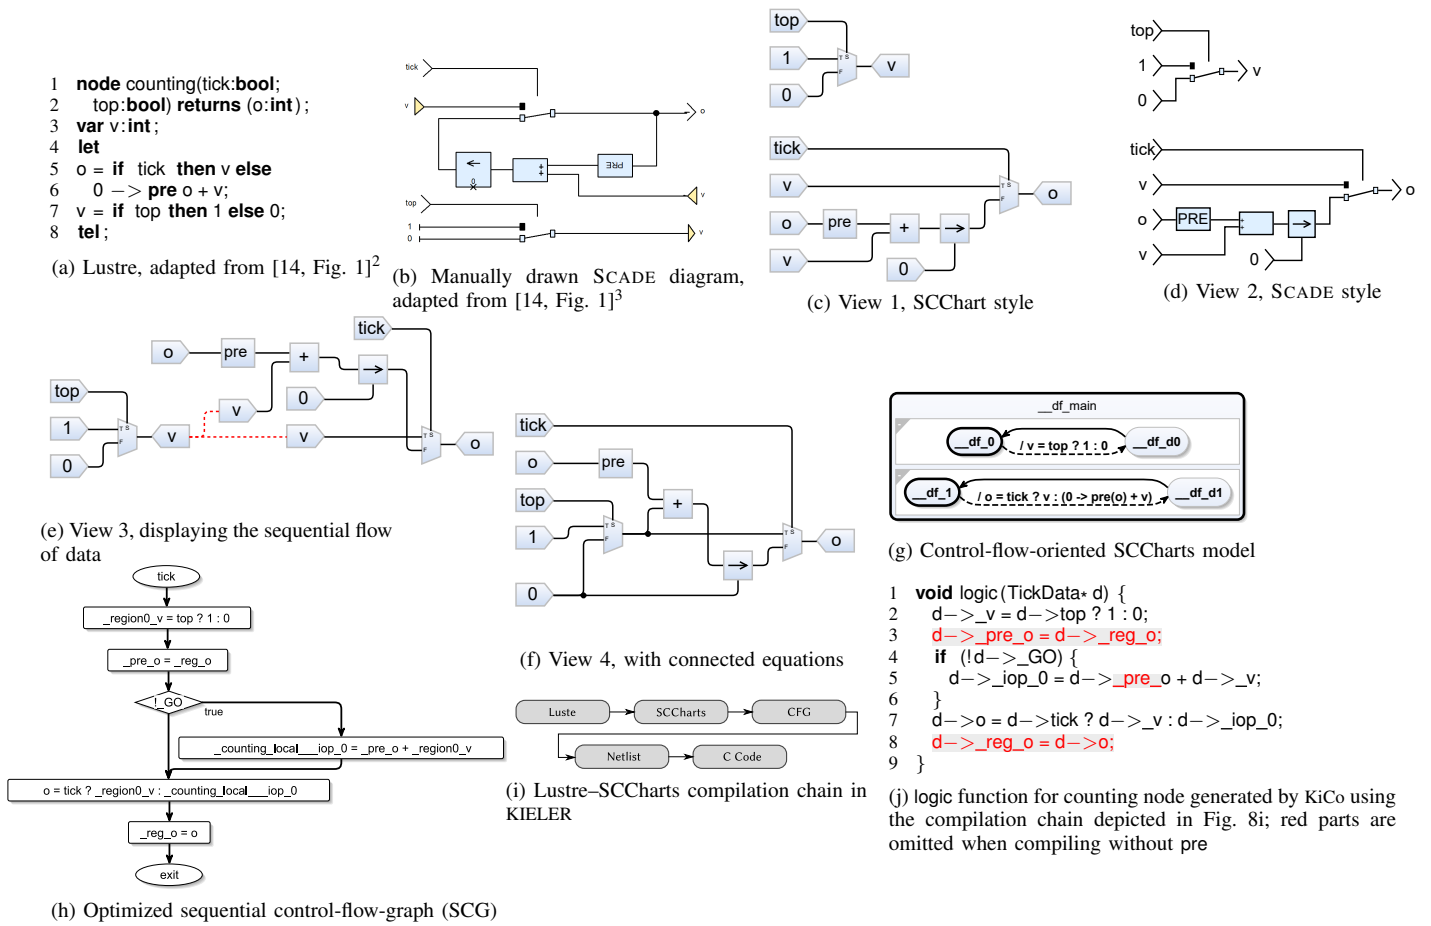 1 node counting(tick:bool;
2 top:bool) returns (o:int);
3 var v:int;
4 let
5 o = if tick then v else
6 0 −> pre o + v;
7 v = if top then 1 else 0;
8 tel;
(a) Lustre, adapted from [14, Fig. 1]2
tick
v
o
0
+
+
PRE
v
top
1
0
v
(b) Manually drawn SCADE diagram,
adapted from [14, Fig. 1]3
top
1
T S
F
v
0
tick
v
T S
F
o
o
pre
+
v
0
(c) View 1, SCChart style
top
1
v
0
tick
v
o
o
PRE
+
+
v
0
(d) View 2, SCADE style
tick
o
pre
+
top
0
v
1
T S
F
v
v
T S
F
o
0
(e) View 3, displaying the sequential flow
of data
tick
o
pre
top
+
T S
F
1
T S
F
o
0
(f) View 4, with connected equations
__df_main
-
__df_0
/ v = top ? 1 : 0
__df_d0
-
__df_1
/ o = tick ? v : (0 -> pre(o) + v)
__df_d1
(g) Control-flow-oriented SCCharts model
tick
_region0_v = top ? 1 : 0
_pre_o = _reg_o
!_GO
true
_counting_local___iop_0 = _pre_o + _region0_v
o = tick ? _region0_v : _counting_local___iop_0
_reg_o = o
exit
(h) Optimized sequential control-flow-graph (SCG)
Luste
SCCharts
CFG
Netlist
C Code
(i) Lustre–SCCharts compilation chain in
KIELER
1 void logic(TickData* d) {
2 d−>_v = d−>top ? 1 : 0;
3 d−>_pre_o = d−>_reg_o;
4 if (!d−>_GO) {
5 d−>_iop_0 = d−>_pre_o + d−>_v;
6 }
7 d−>o = d−>tick ? d−>_v : d−>_iop_0;
8 d−>_reg_o = d−>o;
9 }
(j) logic function for counting node generated by KiCo using
the compilation chain depicted in Fig. 8i; red parts are
omitted when compiling without pre